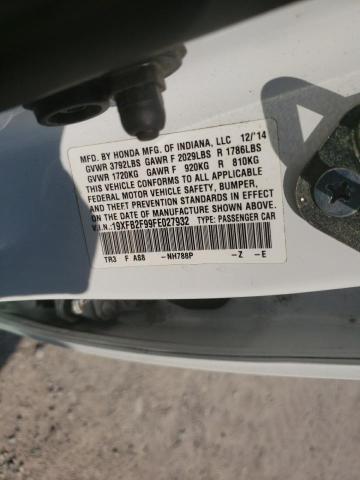 MFD. BY HONDA MFG. OF INDIANA, LLC 12/'14
GVWR 3792LBS GAWR F 2029LBS R 1786LBS
GVWR 1720KG GAWR F 920KG R 810KG
THIS VEHICLE CONFORMS TO ALL APPLICABLE
FEDERAL MOTOR VEHICLE SAFETY, BUMPER,
AND THEFT PREVENTION STANDARDS IN EFFECT
ON THE DATE OF MANUFACTURE SHOWN ABOVE.
V.I.N.:19XFB2F99FE027932 TYPE: PASSENGER CAR
TR3 F AS8 -NH788P -Z -E